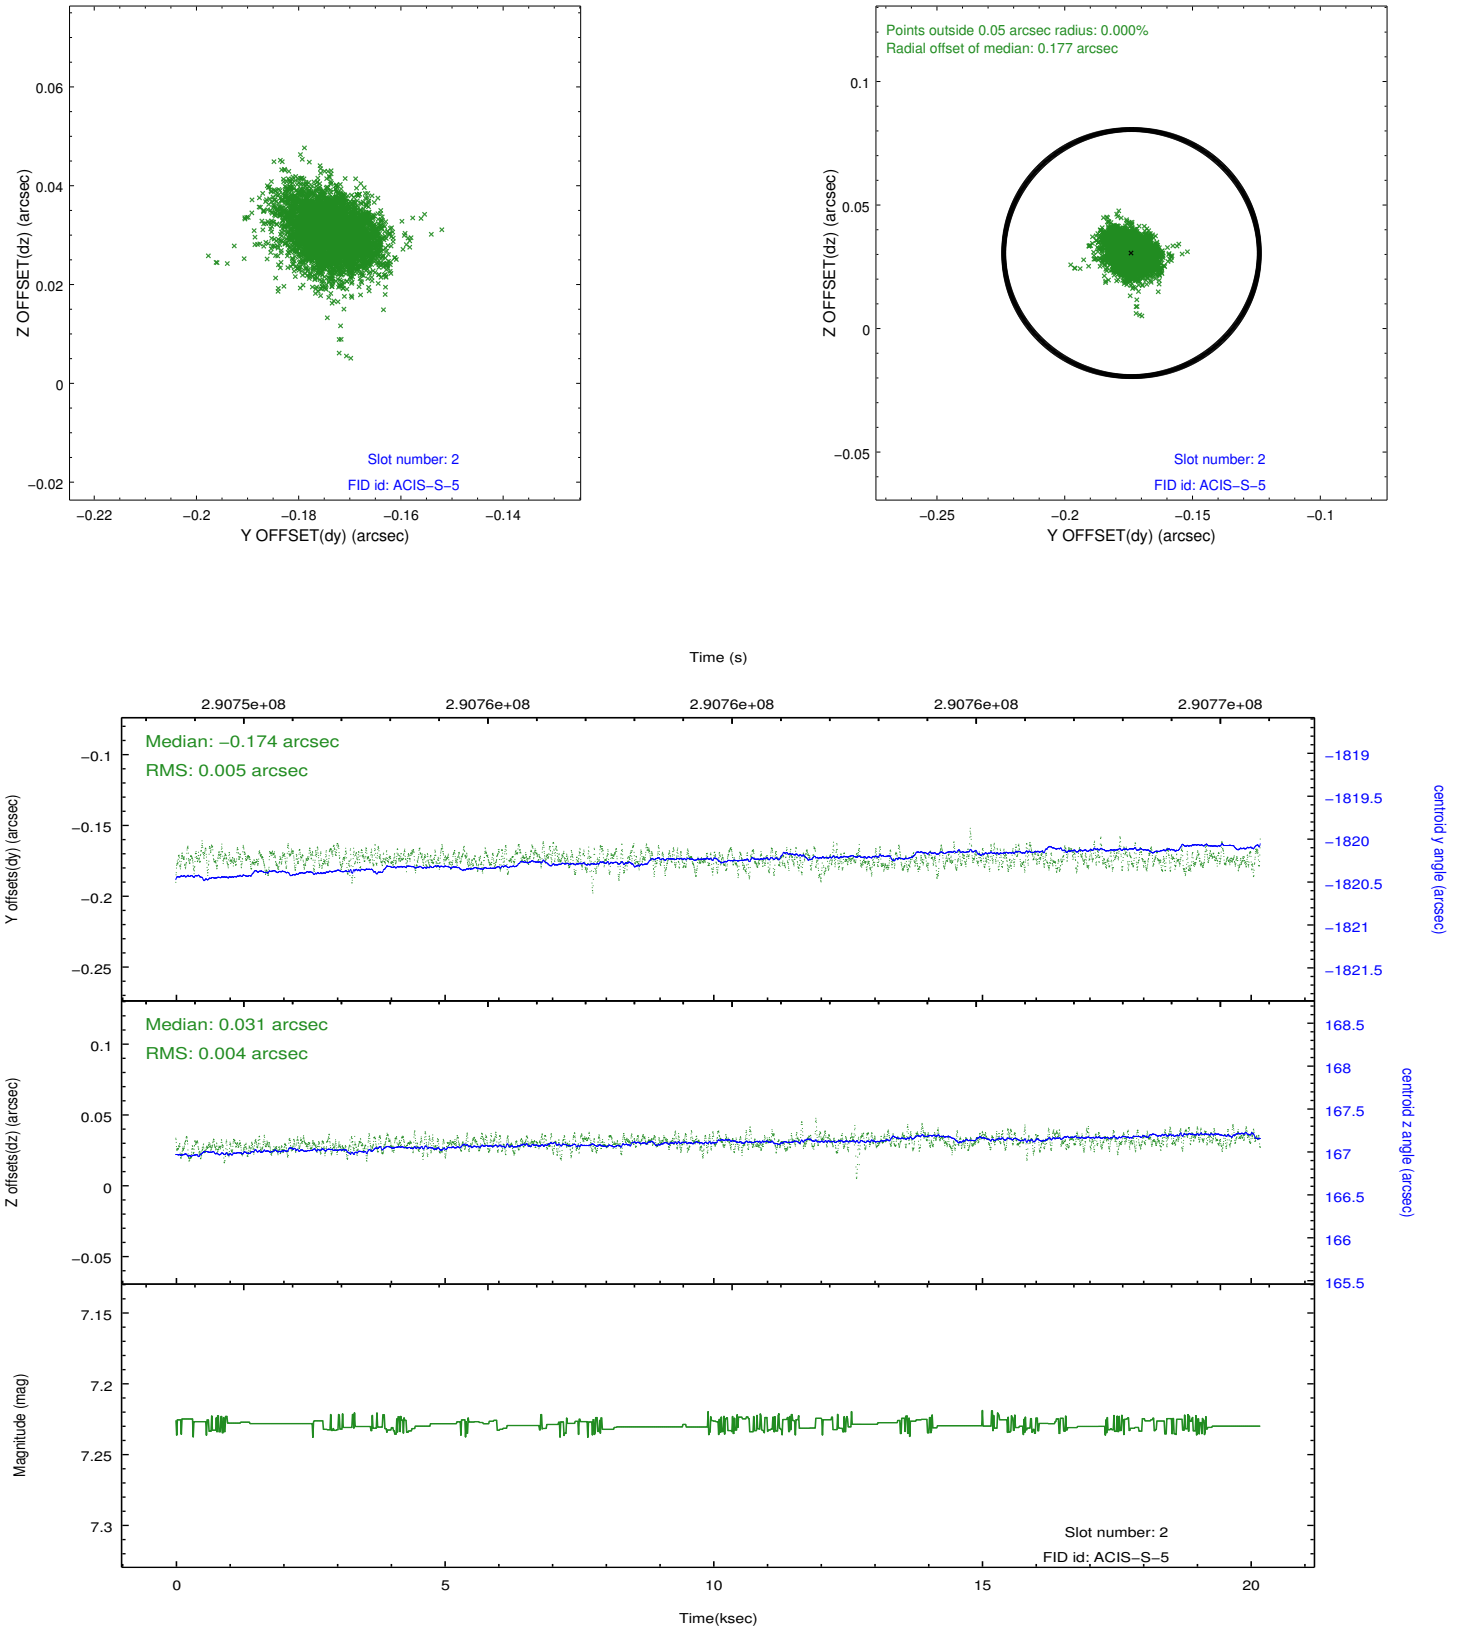 0.06
0.04
0.02
0
−0.02
Z OFFSET(dz) (arcsec)
Slot number: 2
FID id: ACIS−S−5
−0.22 −0.2 −0.18 −0.16 −0.14
Y OFFSET(dy) (arcsec)
Points outside 0.05 arcsec radius: 0.000%
Radial offset of median: 0.177 arcsec
0.1
0.05
0
−0.05
Z OFFSET(dz) (arcsec)
Slot number: 2
FID id: ACIS−S−5
−0.25 −0.2 −0.15 −0.1
Y OFFSET(dy) (arcsec)
Time (s)
2.9075e+08 2.9076e+08 2.9076e+08 2.9076e+08 2.9077e+08
Median: −0.174 arcsec
RMS: 0.005 arcsec
−0.1
−0.15
−0.2
−0.25
Y offsets(dy) (arcsec)
−1819
−1819.5
−1820
−1820.5
−1821
−1821.5
centroid y angle (arcsec)
Median: 0.031 arcsec
RMS: 0.004 arcsec
0.1
0.05
0
−0.05
Z offsets(dz) (arcsec)
168.5
168
167.5
167
166.5
166
165.5
centroid z angle (arcsec)
7.15
7.2
7.25
7.3
Magnitude (mag)
Slot number: 2
FID id: ACIS−S−5
0 5 10 15 20
Time(ksec)